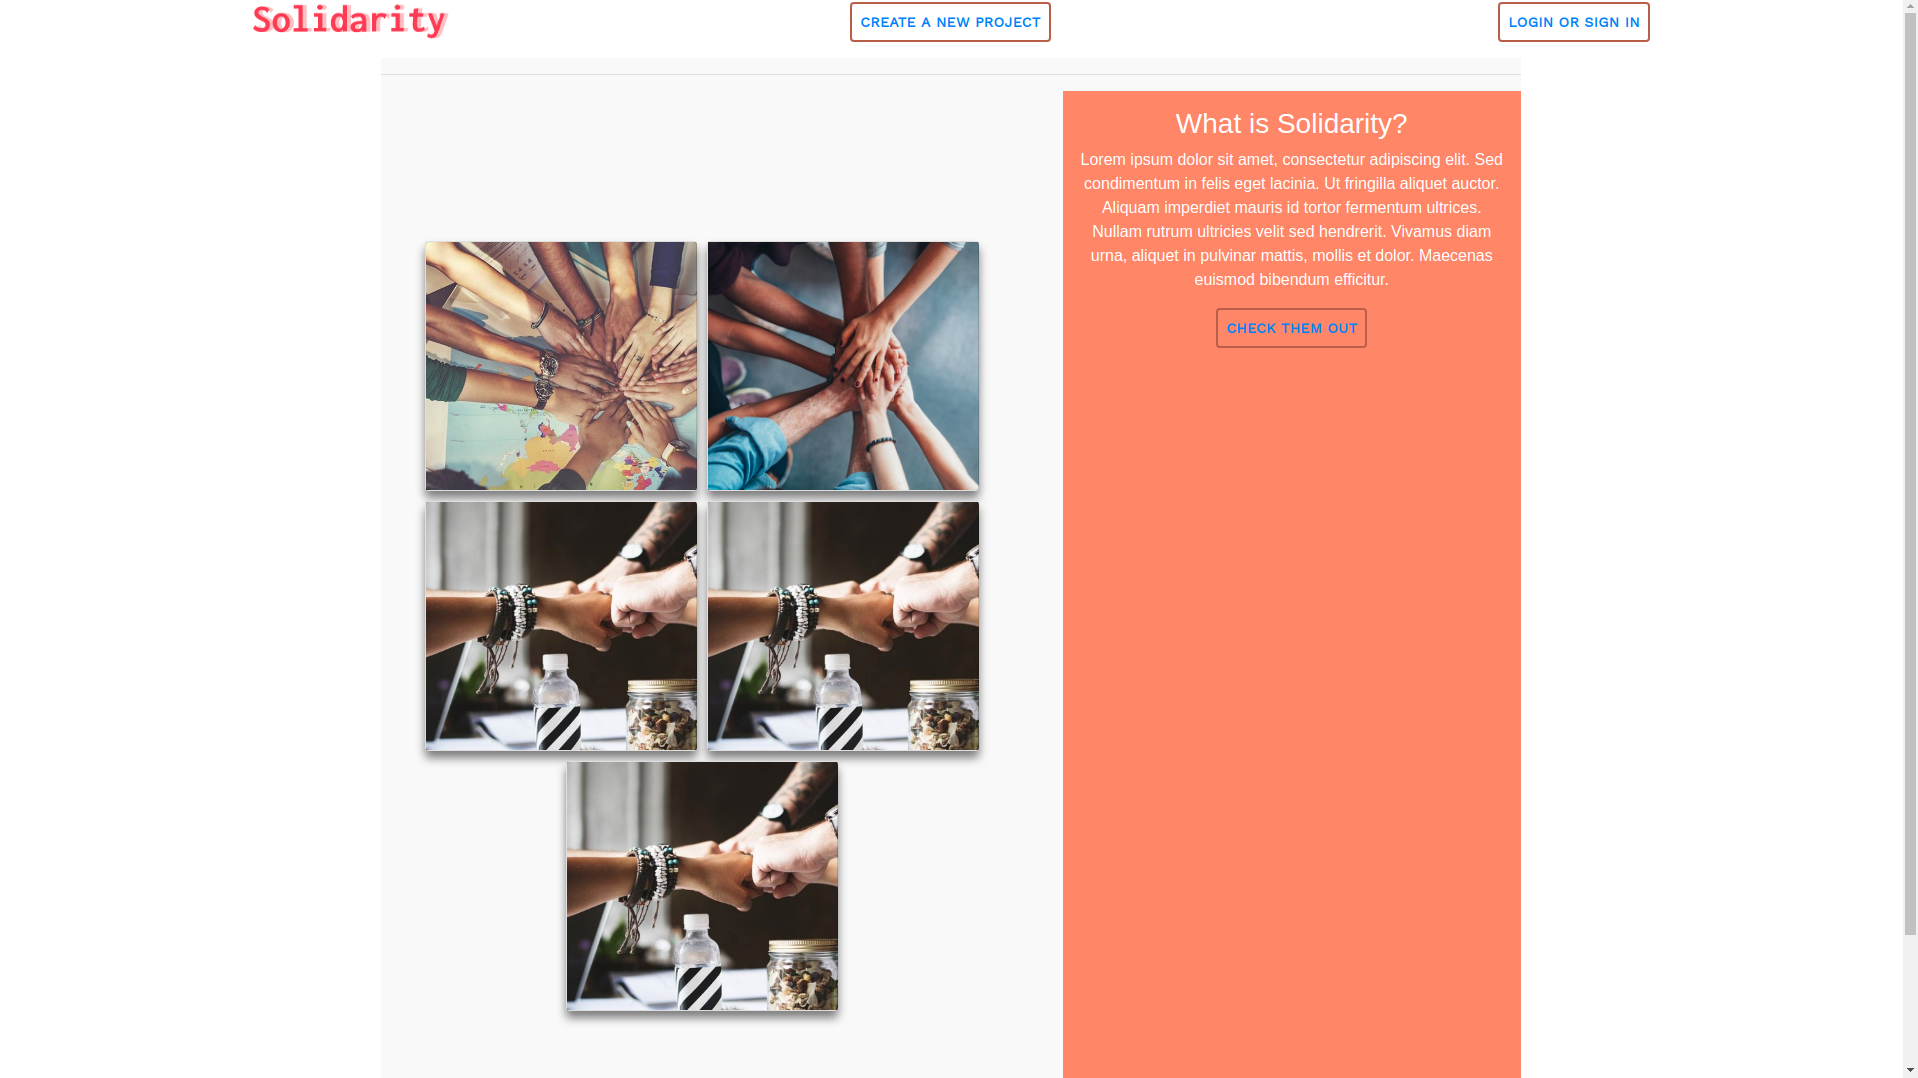 Solidarity
CREATE A NEW PROJECT
LOGIN OR SIGN IN
What is Solidarity?
Lorem ipsum dolor sit amet, consectetur adipiscing elit. Sed
condimentum in felis eget lacinia. Ut fringilla aliquet auctor.
Aliquam imperdiet mauris id tortor fermentum ultrices.
Nullam rutrum ultricies velit sed hendrerit. Vivamus diam
urna, aliquet in pulvinar mattis, mollis et dolor. Maecenas
euismod bibendum efficitur.
CHECK THEM OUT